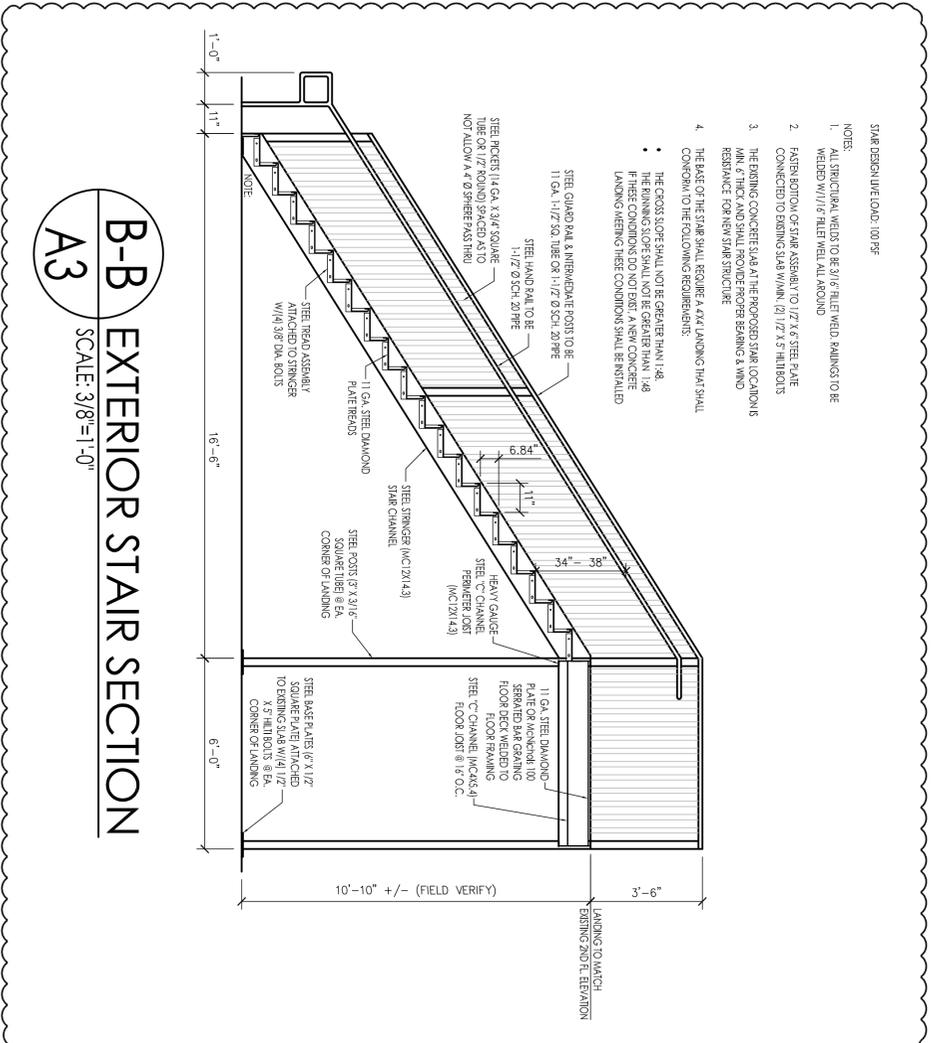 STAIR DESIGN LIVE LOAD: 100 PSF
NOTES:
1. ALL STRUCTURAL WELDS TO BE 3/16" FILLET WELD. RAILINGS TO BE
WELDED W/1/16" FILLET WELL ALL AROUND
2. FASTEN BOTTOM OF STAIR ASSEMBLY TO 1/2" X 6" STEEL PLATE
CONNECTED TO EXISTING SLAB W/MIN. (2) 1/2" X 5" HILTI BOLTS
3. THE EXISTING CONCRETE SLAB AT THE PROPOSED STAIR LOCATION IS
MIN. 6" THICK AND SHALL PROVIDE PROPER BEARING & WIND
RESISTANCE FOR NEW STAIR STRUCTURE
4. THE BASE OF THE STAIR SHALL REQUIRE A 4'X4' LANDING THAT SHALL
CONFORM TO THE FOLLOWING REQUIREMENTS:
• THE CROSS SLOPE SHALL NOT BE GREATER THAN 1:48.
• THE RUNNING SLOPE SHALL NOT BE GREATER THAN 1:48
IF THESE CONDITIONS DO NOT EXIST, A NEW CONCRETE
LANDING MEETING THESE CONDITIONS SHALL BE INSTALLED
STEEL GUARD RAIL & INTERMEDIATE POSTS TO BE
11 GA. 1-1/2" SQ. TUBE OR 1-1/2" Ø SCH. 20 PIPE
STEEL HAND RAIL TO BE
1-1/2" Ø SCH. 20 PIPE
STEEL PICKETS (14 GA. X 3/4" SQUARE
TUBE OR 1/2" ROUND) SPACED AS TO
NOT ALLOW A 4" Ø SPHERE PASS THRU
6.84"
11"
34" - 38"
3'-6"
LANDING TO MATCH
EXISTING 2ND FL. ELEVATION
10'-10" +/- (FIELD VERIFY)
HEAVY GAUGE
STEEL "C" CHANNEL
PERIMETER JOIST
(MC12X14.3)
11 GA. STEEL DIAMOND
PLATE OR McNichols 100
SERRATED BAR GRATING
FLOOR DECK WELDED TO
FLOOR FRAMING
STEEL "C" CHANNEL (MC4X5.4)
FLOOR JOIST @ 16" O.C.
STEEL STRINGER (MC12X14.3)
STAIR CHANNEL
11 GA. STEEL DIAMOND
PLATE TREADS
STEEL TREAD ASSEMBLY
ATTACHED TO STRINGER
W/(4) 3/8" DIA. BOLTS
NOTE:
STEEL POSTS (3" X 3/16"
SQUARE TUBE) @ EA.
CORNER OF LANDING
STEEL BASE PLATES (6" X 1/2"
SQUARE PLATE) ATTACHED
TO EXISTING SLAB W/(4) 1/2"
X 5" HILTI BOLTS @ EA.
CORNER OF LANDING
1'-0"
11"
16'-6"
6'-0"
B-B
A3
EXTERIOR STAIR SECTION
SCALE: 3/8"=1'-0"